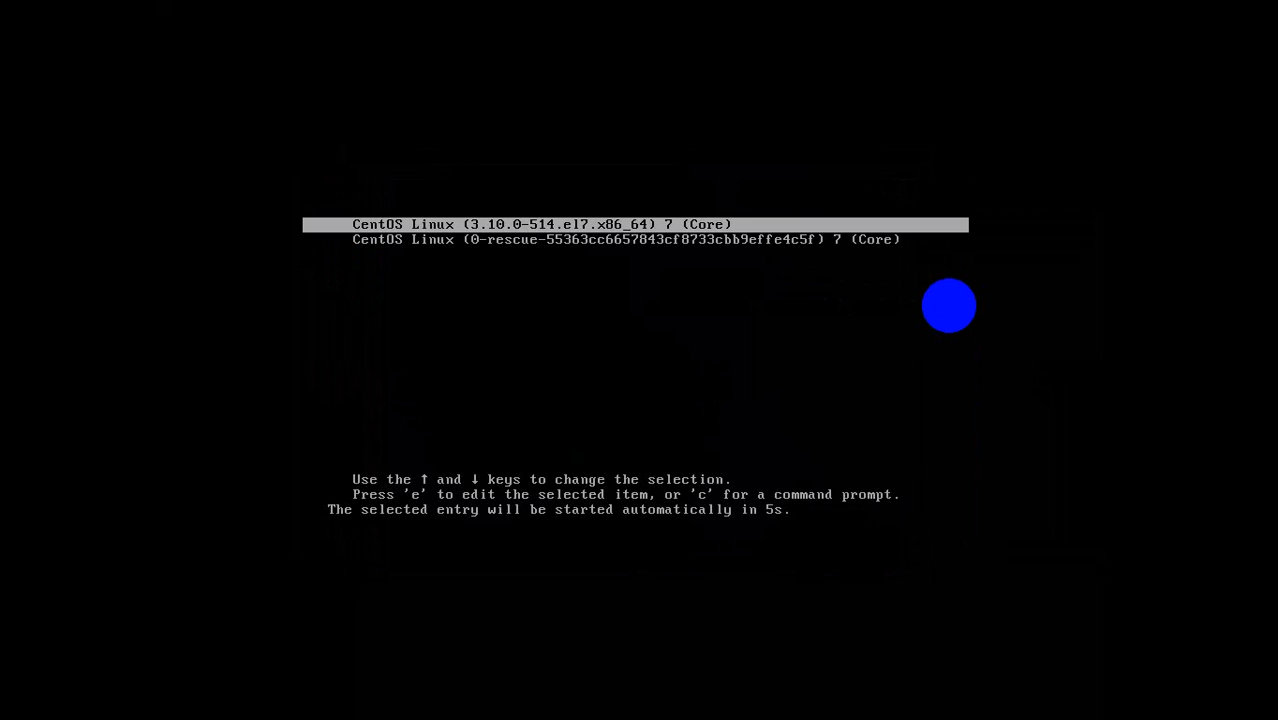 CentOS Linux (3.10.0-514.el7.x86_64) 7 (Core)
CentOS Linux (0-rescue-55363cc6657843cf8733cbb9effe4c5f) 7 (Core)
Use the ↑ and ↓ keys to change the selection.
Press 'e' to edit the selected item, or 'c' for a command prompt.
The selected entry will be started automatically in 5s.